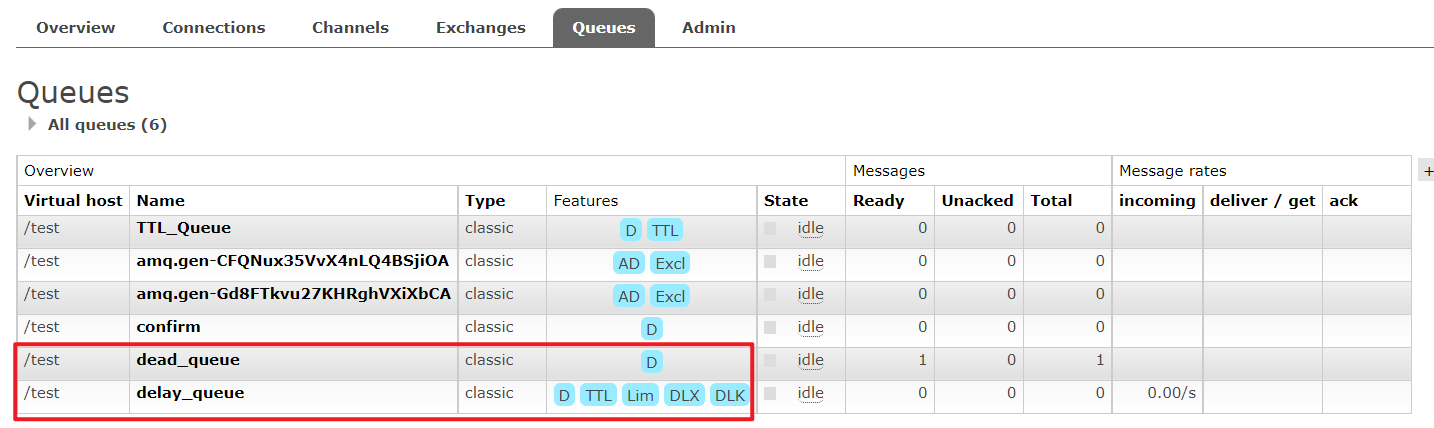 Overview Connections Channels Exchanges Queues Admin
Queues
All queues (6)
Overview Messages Message rates +
Virtual host Name Type Features State Ready Unacked Total incoming deliver / get ack
/test TTL_Queue classic D TTL idle 0 0 0
/test amq.gen-CFQNux35VvX4nLQ4BSjiOA classic AD Excl idle 0 0 0
/test amq.gen-Gd8FTkvu27KHRghVXiXbCA classic AD Excl idle 0 0 0
/test confirm classic D idle 0 0 0
/test dead_queue classic D idle 1 0 1
/test delay_queue classic D TTL Lim DLX DLK idle 0 0 0 0.00/s